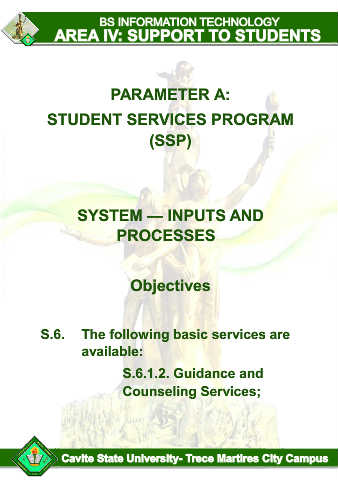 BS INFORMATION TECHNOLOGY
AREA IV: SUPPORT TO STUDENTS
PARAMETER A:
STUDENT SERVICES PROGRAM
(SSP)
SYSTEM — INPUTS AND
PROCESSES
Objectives
S.6. The following basic services are
available:
S.6.1.2. Guidance and
Counseling Services;
Cavite State University- Trece Martires City Campus